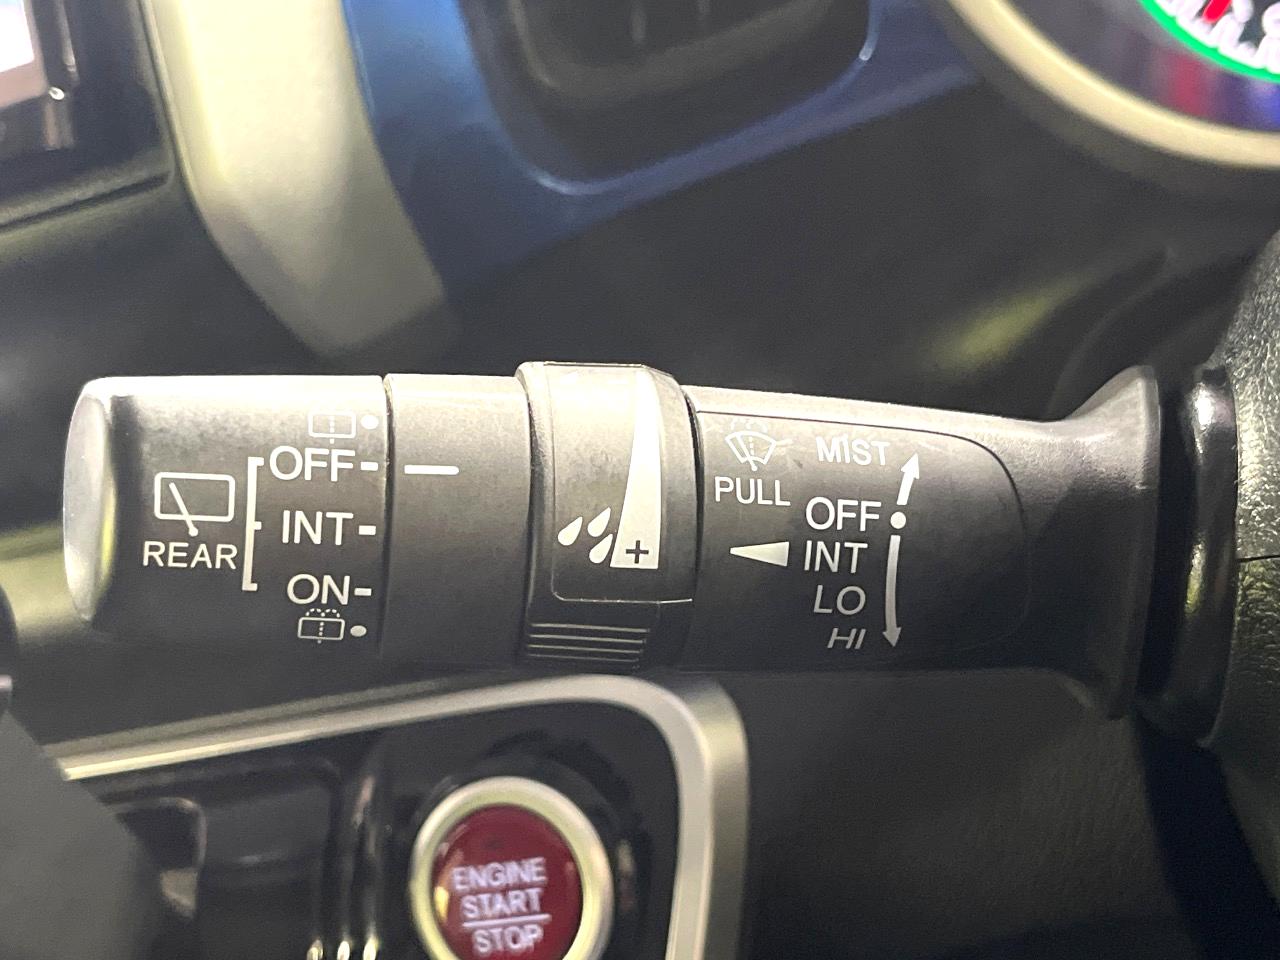 OFF
INT
REAR
ON
+
PULL
MIST
OFF
INT
LO
HI
ENGINE
START
STOP